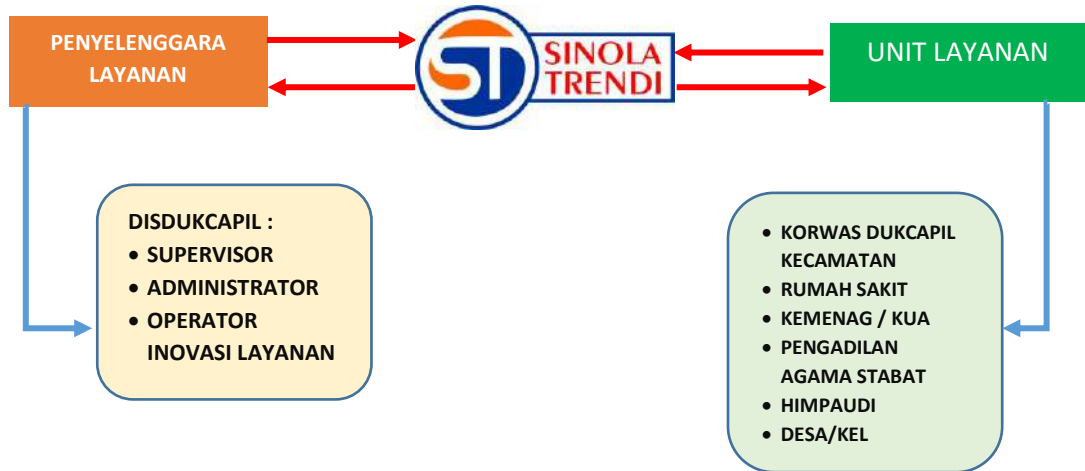 PENYELENGGARA
LAYANAN
ST
SINOLA
TRENDI
UNIT LAYANAN
DISDUKCAPIL :
• SUPERVISOR
• ADMINISTRATOR
• OPERATOR
INOVASI LAYANAN
• KORWAS DUKCAPIL
KECAMATAN
• RUMAH SAKIT
• KEMENAG / KUA
• PENGADILAN
AGAMA STABAT
• HIMPAUDI
• DESA/KEL